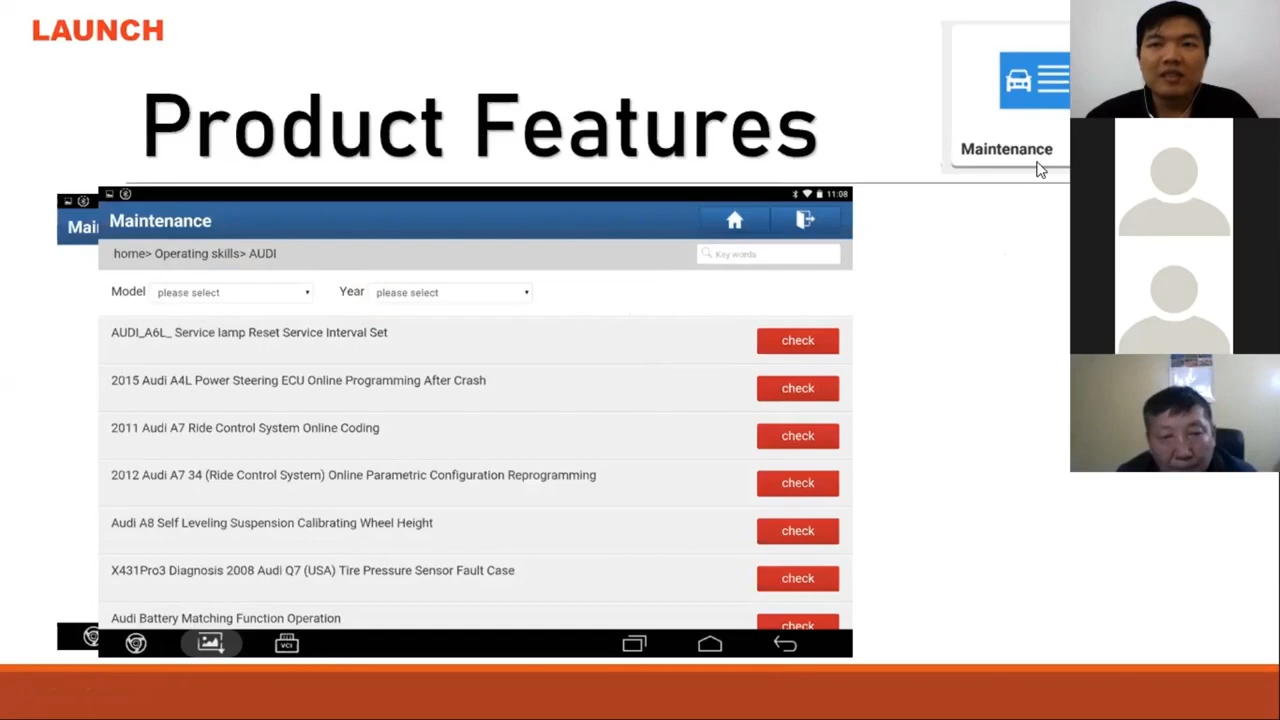 LAUNCH
Product Features
Maintenance
11:08
Mai
Maintenance
home> Operating skills> AUDI
Key words
Model please select Year please select
AUDI_A6L_ Service lamp Reset Service Interval Set check
2015 Audi A4L Power Steering ECU Online Programming After Crash check
2011 Audi A7 Ride Control System Online Coding check
2012 Audi A7 34 (Ride Control System) Online Parametric Configuration Reprogramming check
Audi A8 Self Leveling Suspension Calibrating Wheel Height check
X431Pro3 Diagnosis 2008 Audi Q7 (USA) Tire Pressure Sensor Fault Case check
Audi Battery Matching Function Operation check
VCI